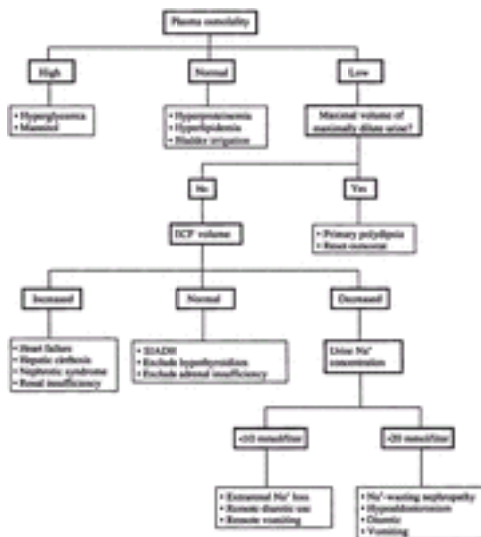 Plasma osmolality
High
Normal
Low
• Hyperglycemia
• Mannitol
• Hyperproteinemia
• Hyperlipidemia
• Bladder irrigation
Maximal volume of
maximally dilute urine?
No
Yes
ECF volume
• Primary polydipsia
• Reset osmostat
Increased
Normal
Decreased
• Heart failure
• Hepatic cirrhosis
• Nephrotic syndrome
• Renal insufficiency
• SIADH
• Exclude hypothyroidism
• Exclude adrenal insufficiency
Urine Na⁺
concentration
<10 mmol/liter
>20 mmol/liter
• Extrarenal Na⁺ loss
• Remote diuretic use
• Remote vomiting
• Na⁺-wasting nephropathy
• Hypoaldosteronism
• Diuretic
• Vomiting